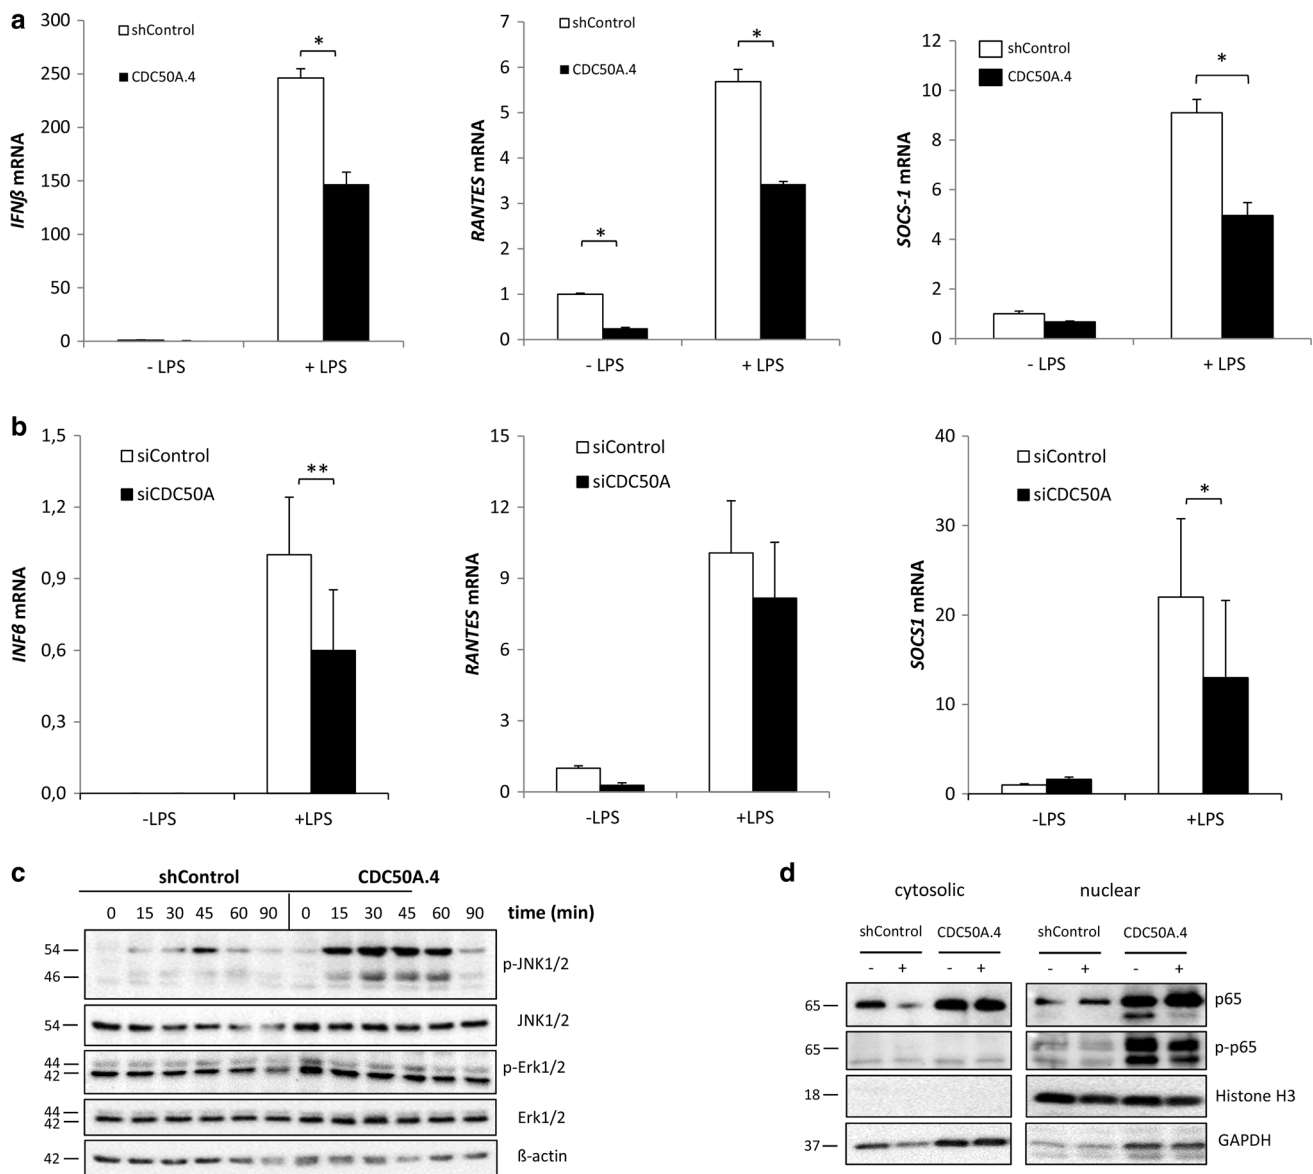 a
300
250
200
150
100
50
0
IFNβ mRNA
shControl
CDC50A.4
*
- LPS
+ LPS
7
6
5
4
3
2
1
0
RANTES mRNA
shControl
CDC50A.4
*
*
- LPS
+ LPS
12
10
8
6
4
2
0
SOCS-1 mRNA
shControl
CDC50A.4
*
- LPS
+ LPS
b
1,5
1,2
0,9
0,6
0,3
0,0
INFβ mRNA
siControl
siCDC50A
**
-LPS
+LPS
15
12
9
6
3
0
RANTES mRNA
siControl
siCDC50A
-LPS
+LPS
40
30
20
10
0
SOCS1 mRNA
siControl
siCDC50A
*
-LPS
+LPS
c
shControl CDC50A.4
0 15 30 45 60 90 0 15 30 45 60 90 time (min)
54
46
p-JNK1/2
54 JNK1/2
44
42
p-Erk1/2
44
42
Erk1/2
42 ß-actin
d
cytosolic nuclear
shControl CDC50A.4 shControl CDC50A.4
- + - + - + - +
65 p65
65 p-p65
18 Histone H3
37 GAPDH